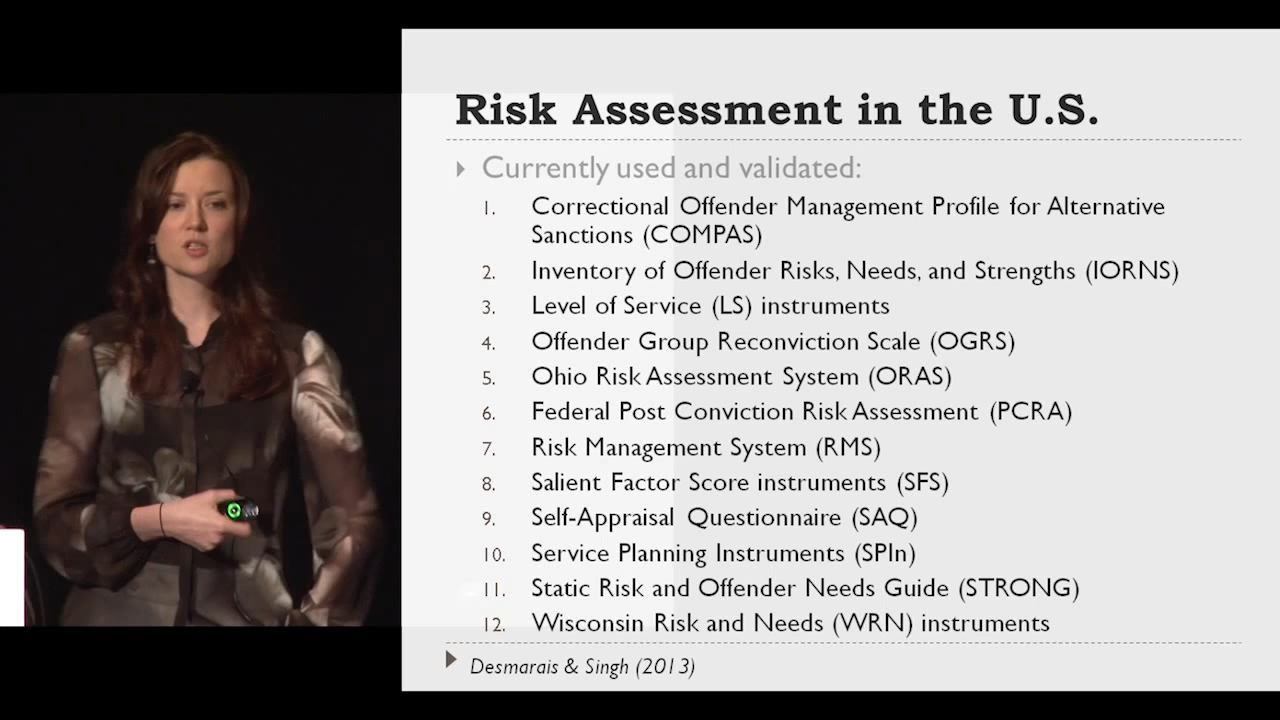 Risk Assessment in the U.S.
Currently used and validated:
1. Correctional Offender Management Profile for Alternative
Sanctions (COMPAS)
2. Inventory of Offender Risks, Needs, and Strengths (IORNS)
3. Level of Service (LS) instruments
4. Offender Group Reconviction Scale (OGRS)
5. Ohio Risk Assessment System (ORAS)
6. Federal Post Conviction Risk Assessment (PCRA)
7. Risk Management System (RMS)
8. Salient Factor Score instruments (SFS)
9. Self-Appraisal Questionnaire (SAQ)
10. Service Planning Instruments (SPIn)
11. Static Risk and Offender Needs Guide (STRONG)
12. Wisconsin Risk and Needs (WRN) instruments
Desmarais & Singh (2013)